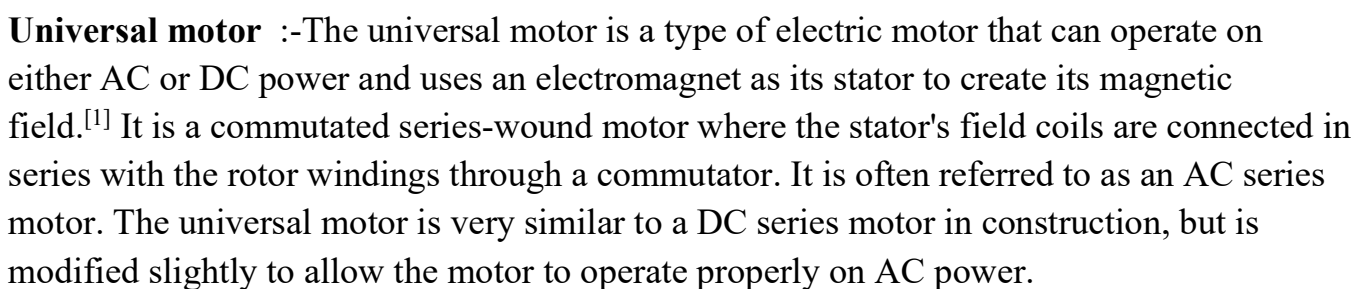 Universal motor :-The universal motor is a type of electric motor that can operate on
either AC or DC power and uses an electromagnet as its stator to create its magnetic
field.[1] It is a commutated series-wound motor where the stator's field coils are connected in
series with the rotor windings through a commutator. It is often referred to as an AC series
motor. The universal motor is very similar to a DC series motor in construction, but is
modified slightly to allow the motor to operate properly on AC power.